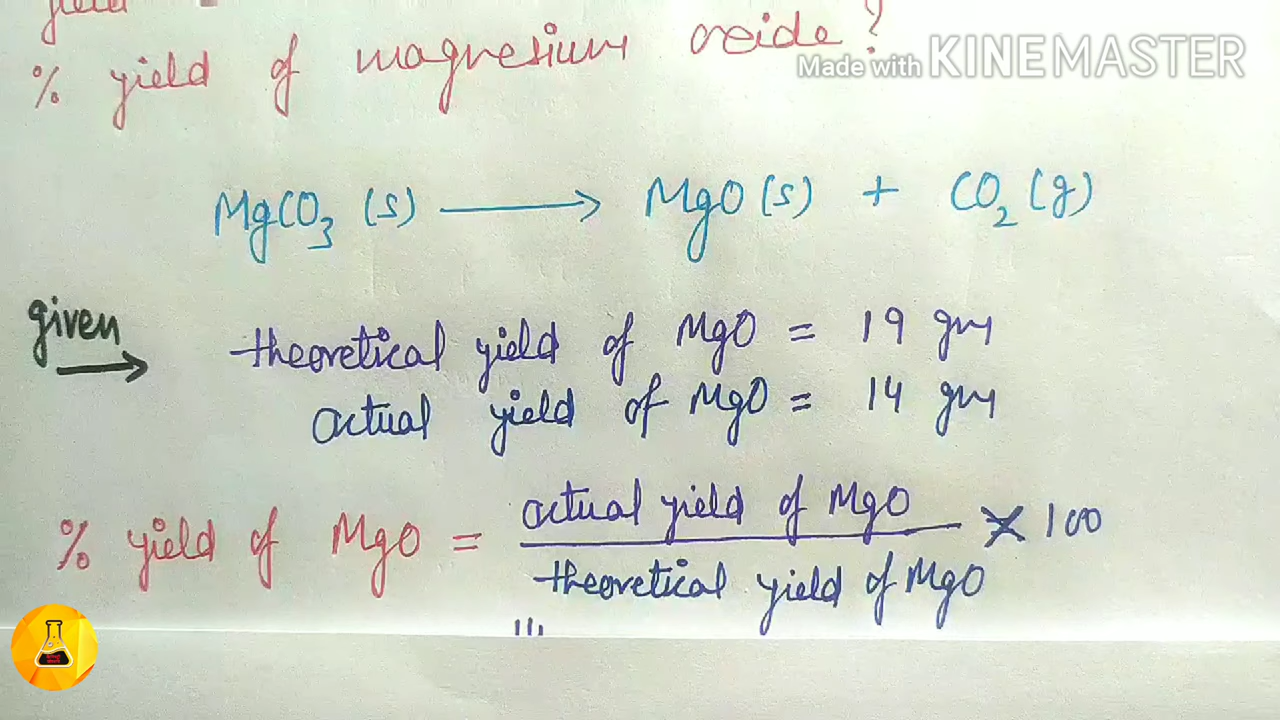 yield
% yield of magnesium oxide?
Made with KINEMASTER
MgCO₃ (s) ⟶ MgO (s) + CO₂ (g)
given
theoretical yield of MgO = 19 gm
actual yield of MgO = 14 gm
% yield of MgO = actual yield of MgO × 100
theoretical yield of MgO